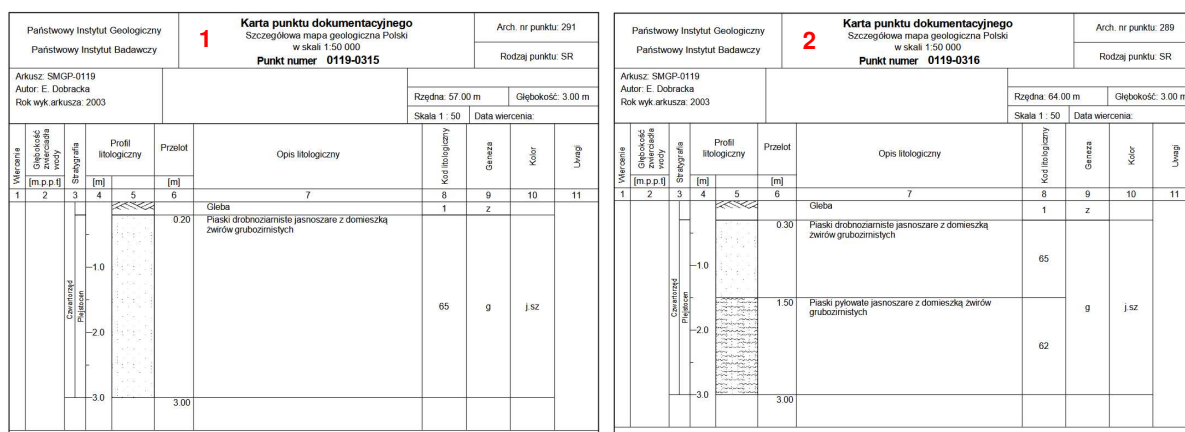 Państwowy Instytut Geologiczny
Państwowy Instytut Badawczy
1
Karta punktu dokumentacyjnego
Szczegółowa mapa geologiczna Polski
w skali 1:50 000
Punkt numer 0119-0315
Arch. nr punktu: 291
Rodzaj punktu: SR
Arkusz: SMGP-0119
Autor: E. Dobracka
Rok wyk.arkusza: 2003
Rzędna: 57.00 m
Głębokość: 3.00 m
Skala 1 : 50
Data wiercenia:
Wiercenie
Głębokość zwierciadła wody
[m.p.p.t]
Stratygrafia
Profil litologiczny
[m]
Przelot
[m]
Opis litologiczny
Kod litologiczny
Geneza
Kolor
Uwagi
1 2 3 4 5 6 7 8 9 10 11
Gleba 1 z
0.20 Piaski drobnoziarniste jasnoszare z domieszką
żwirów grubozirnistych
1.0
Czwartorzęd
Plejstocen
65 g j.sz
2.0
3.0
3.00
Państwowy Instytut Geologiczny
Państwowy Instytut Badawczy
2
Karta punktu dokumentacyjnego
Szczegółowa mapa geologiczna Polski
w skali 1:50 000
Punkt numer 0119-0316
Arch. nr punktu: 289
Rodzaj punktu: SR
Arkusz: SMGP-0119
Autor: E. Dobracka
Rok wyk.arkusza: 2003
Rzędna: 64.00 m
Głębokość: 3.00 m
Skala 1 : 50
Data wiercenia:
Wiercenie
Głębokość zwierciadła wody
[m.p.p.t]
Stratygrafia
Profil litologiczny
[m]
Przelot
[m]
Opis litologiczny
Kod litologiczny
Geneza
Kolor
Uwagi
1 2 3 4 5 6 7 8 9 10 11
Gleba 1 z
0.30 Piaski drobnoziarniste jasnoszare z domieszką
żwirów grubozirnistych
65
1.0
1.50 Piaski pyłowate jasnoszare z domieszką żwirów
grubozirnistych
Czwartorzęd
Plejstocen
g j.sz
2.0
62
3.0
3.00